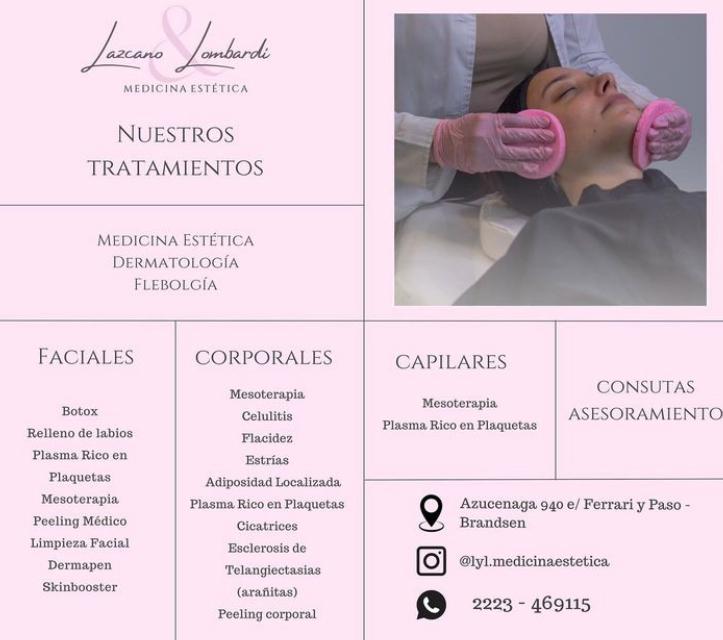 Lazcano & Lombardi
MEDICINA ESTÉTICA
NUESTROS
TRATAMIENTOS
MEDICINA ESTÉTICA
DERMATOLOGÍA
FLEBOLGÍA
FACIALES
Botox
Relleno de labios
Plasma Rico en
Plaquetas
Mesoterapia
Peeling Médico
Limpieza Facial
Dermapen
Skinbooster
CORPORALES
Mesoterapia
Celulitis
Flacidez
Estrías
Adiposidad Localizada
Plasma Rico en Plaquetas
Cicatrices
Esclerosis de
Telangiectasias
(arañitas)
Peeling corporal
CAPILARES
Mesoterapia
Plasma Rico en Plaquetas
CONSUTAS
ASESORAMIENTO
Azucenaga 940 e/ Ferrari y Paso -
Brandsen
@lyl.medicinaestetica
2223 - 469115